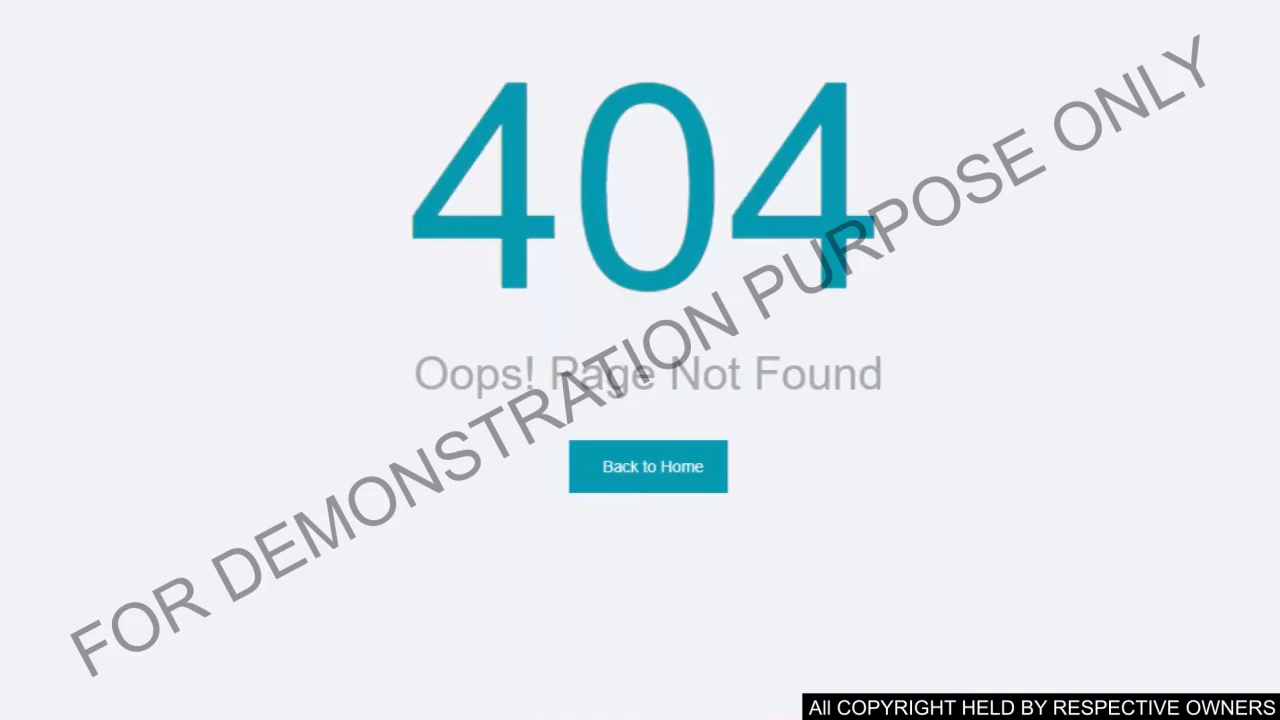 404
Oops! Page Not Found
Back to Home
FOR DEMONSTRATION PURPOSE ONLY
All COPYRIGHT HELD BY RESPECTIVE OWNERS